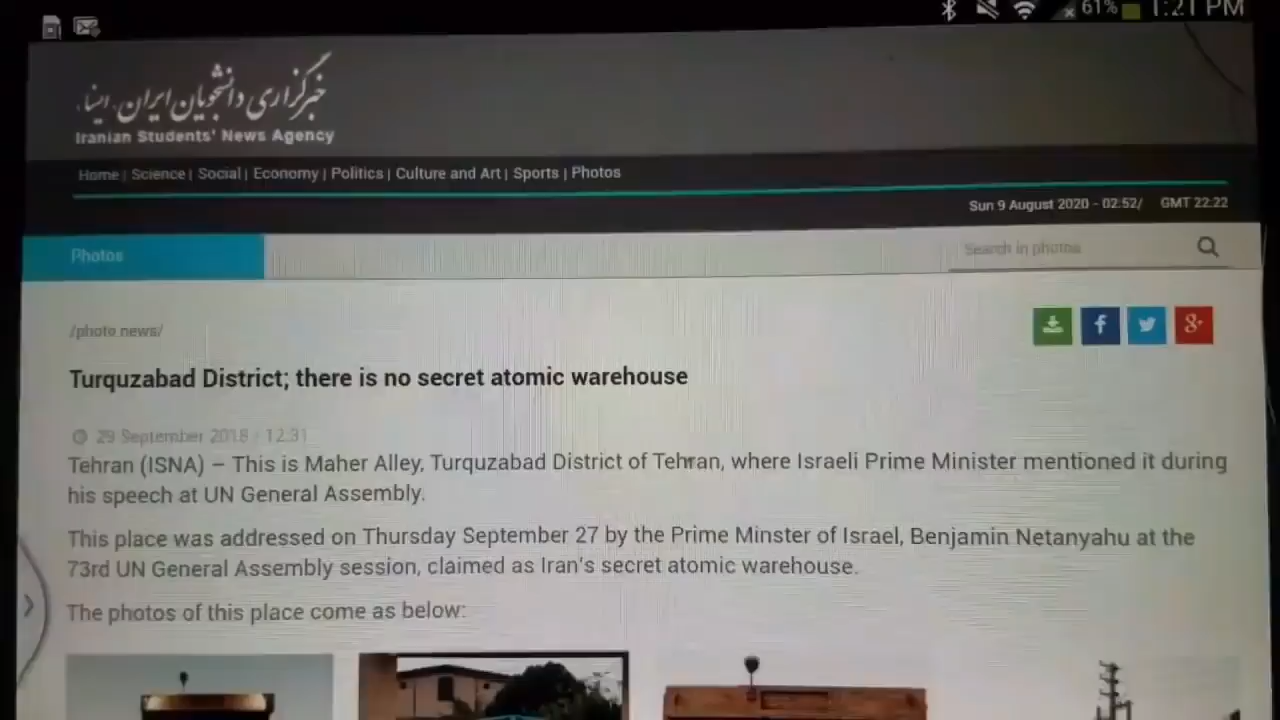 61% 1:21 PM
خبرگزاری دانشجویان ایران. ایسنا.
Iranian Students' News Agency
Home | Science | Social | Economy | Politics | Culture and Art | Sports | Photos
Sun 9 August 2020 - 02:52/ GMT 22:22
Photos
Search in photos
/photo news/
f g+
Turquzabad District; there is no secret atomic warehouse
29 September 2018 - 12:31
Tehran (ISNA) – This is Maher Alley, Turquzabad District of Tehran, where Israeli Prime Minister mentioned it during
his speech at UN General Assembly.
This place was addressed on Thursday September 27 by the Prime Minster of Israel, Benjamin Netanyahu at the
73rd UN General Assembly session, claimed as Iran's secret atomic warehouse.
The photos of this place come as below: